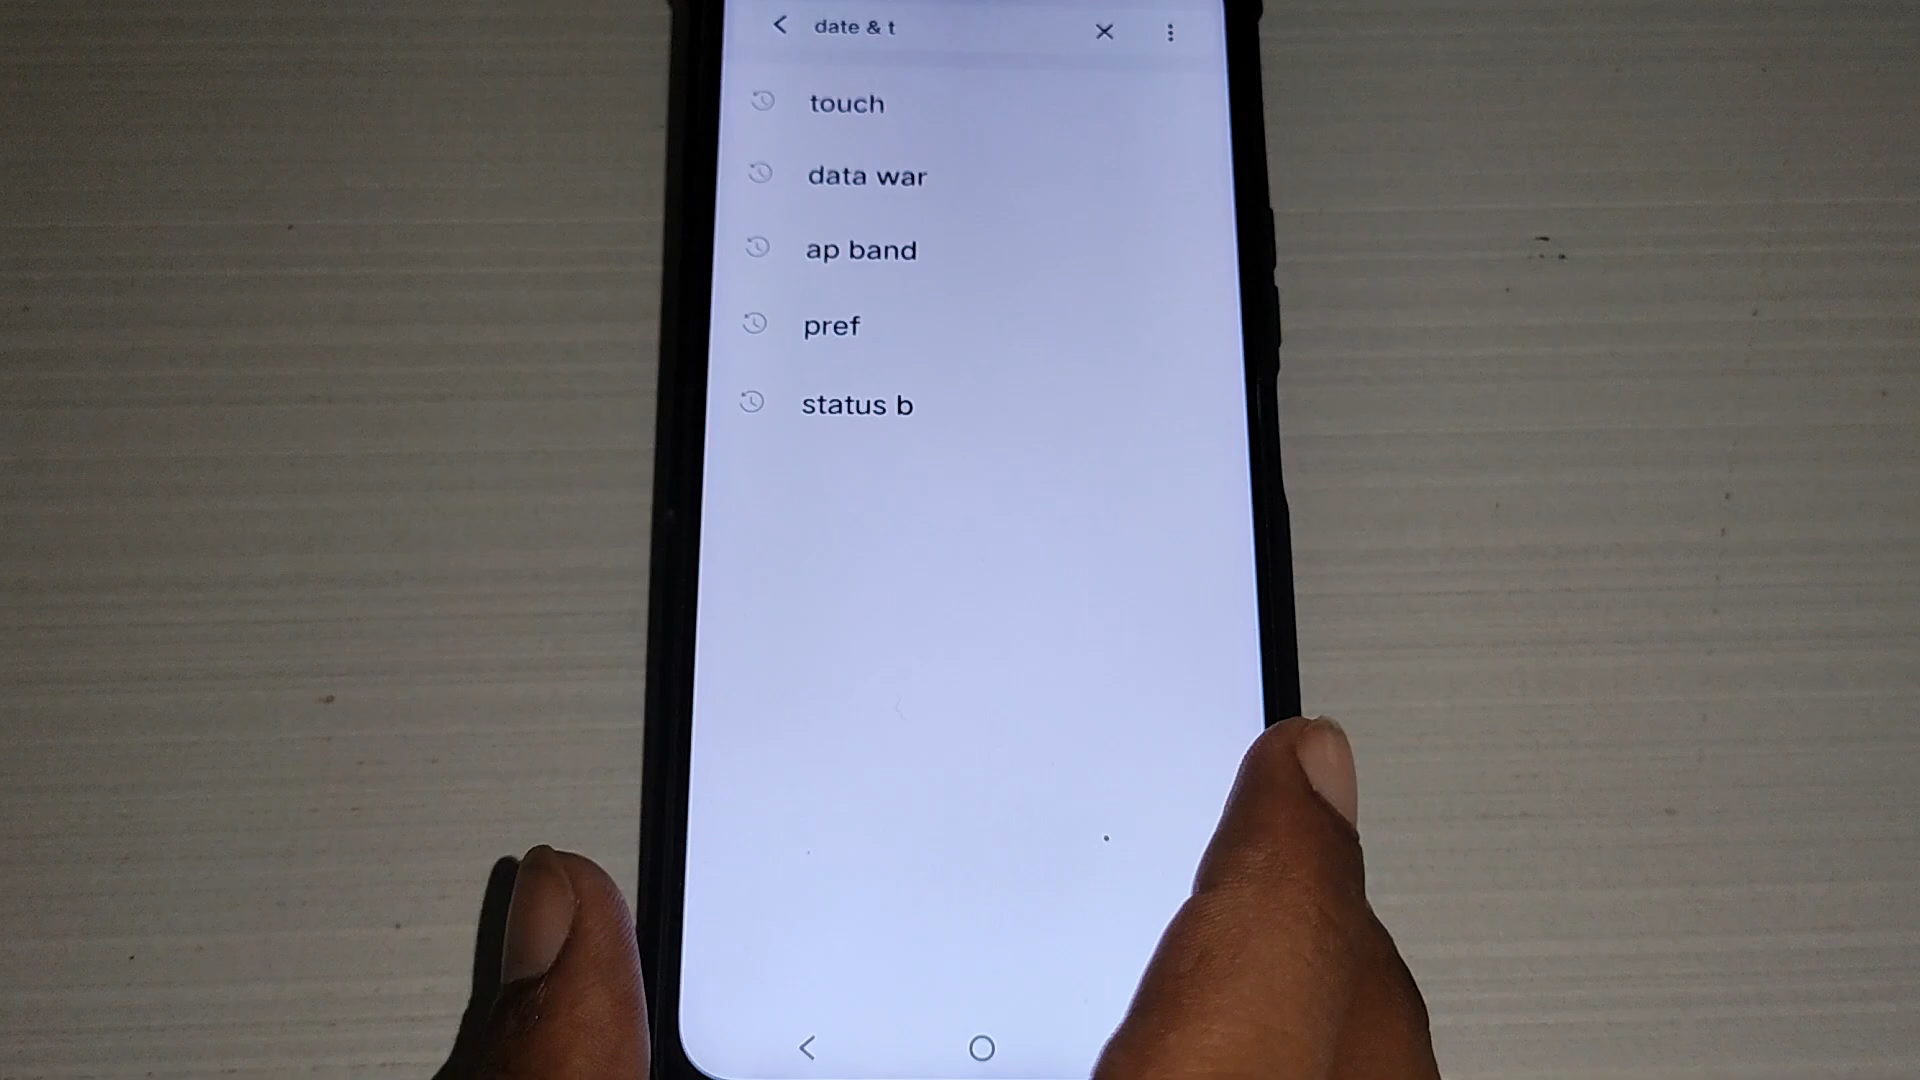 date & t
touch
data war
ap band
pref
status b